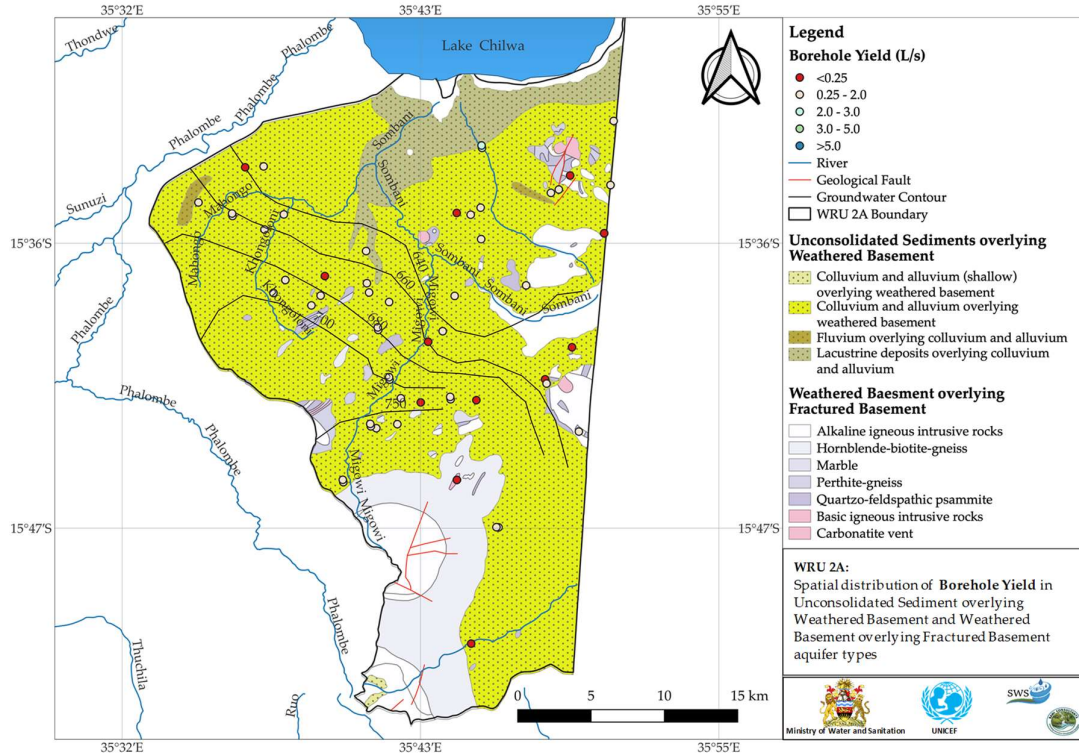 35°32'E
35°43'E
35°55'E
Thondwe
Phalombe
Phalombe
Phalombe
Sunuzi
Lake Chilwa
Sombani
Sombani
Mabongo
Mabongo
Khongoloni
Khongoloni
15°36'S
15°36'S
640
660
680
700
750
Sombani
Sombani
Sombani
Migowi
Migowi
Migowi
Phalombe
Phalombe
Phalombe
Phalombe
Migowi
Migowi
15°47'S
15°47'S
Phalombe
Thuchila
Ruo
0 5 10 15 km
35°32'E
35°43'E
35°55'E
Legend
Borehole Yield (L/s)
<0.25
0.25 - 2.0
2.0 - 3.0
3.0 - 5.0
>5.0
River
Geological Fault
Groundwater Contour
WRU 2A Boundary
Unconsolidated Sediments overlying
Weathered Basement
Colluvium and alluvium (shallow)
overlying weathered basement
Colluvium and alluvium overlying
weathered basement
Fluvium overlying colluvium and alluvium
Lacustrine deposits overlying colluvium
and alluvium
Weathered Baesment overlying
Fractured Basement
Alkaline igneous intrusive rocks
Hornblende-biotite-gneiss
Marble
Perthite-gneiss
Quartzo-feldspathic psammite
Basic igneous intrusive rocks
Carbonatite vent
WRU 2A:
Spatial distribution of Borehole Yield in
Unconsolidated Sediment overlying
Weathered Basement and Weathered
Basement overlying Fractured Basement
aquifer types
Ministry of Water and Sanitation
UNICEF
SWS